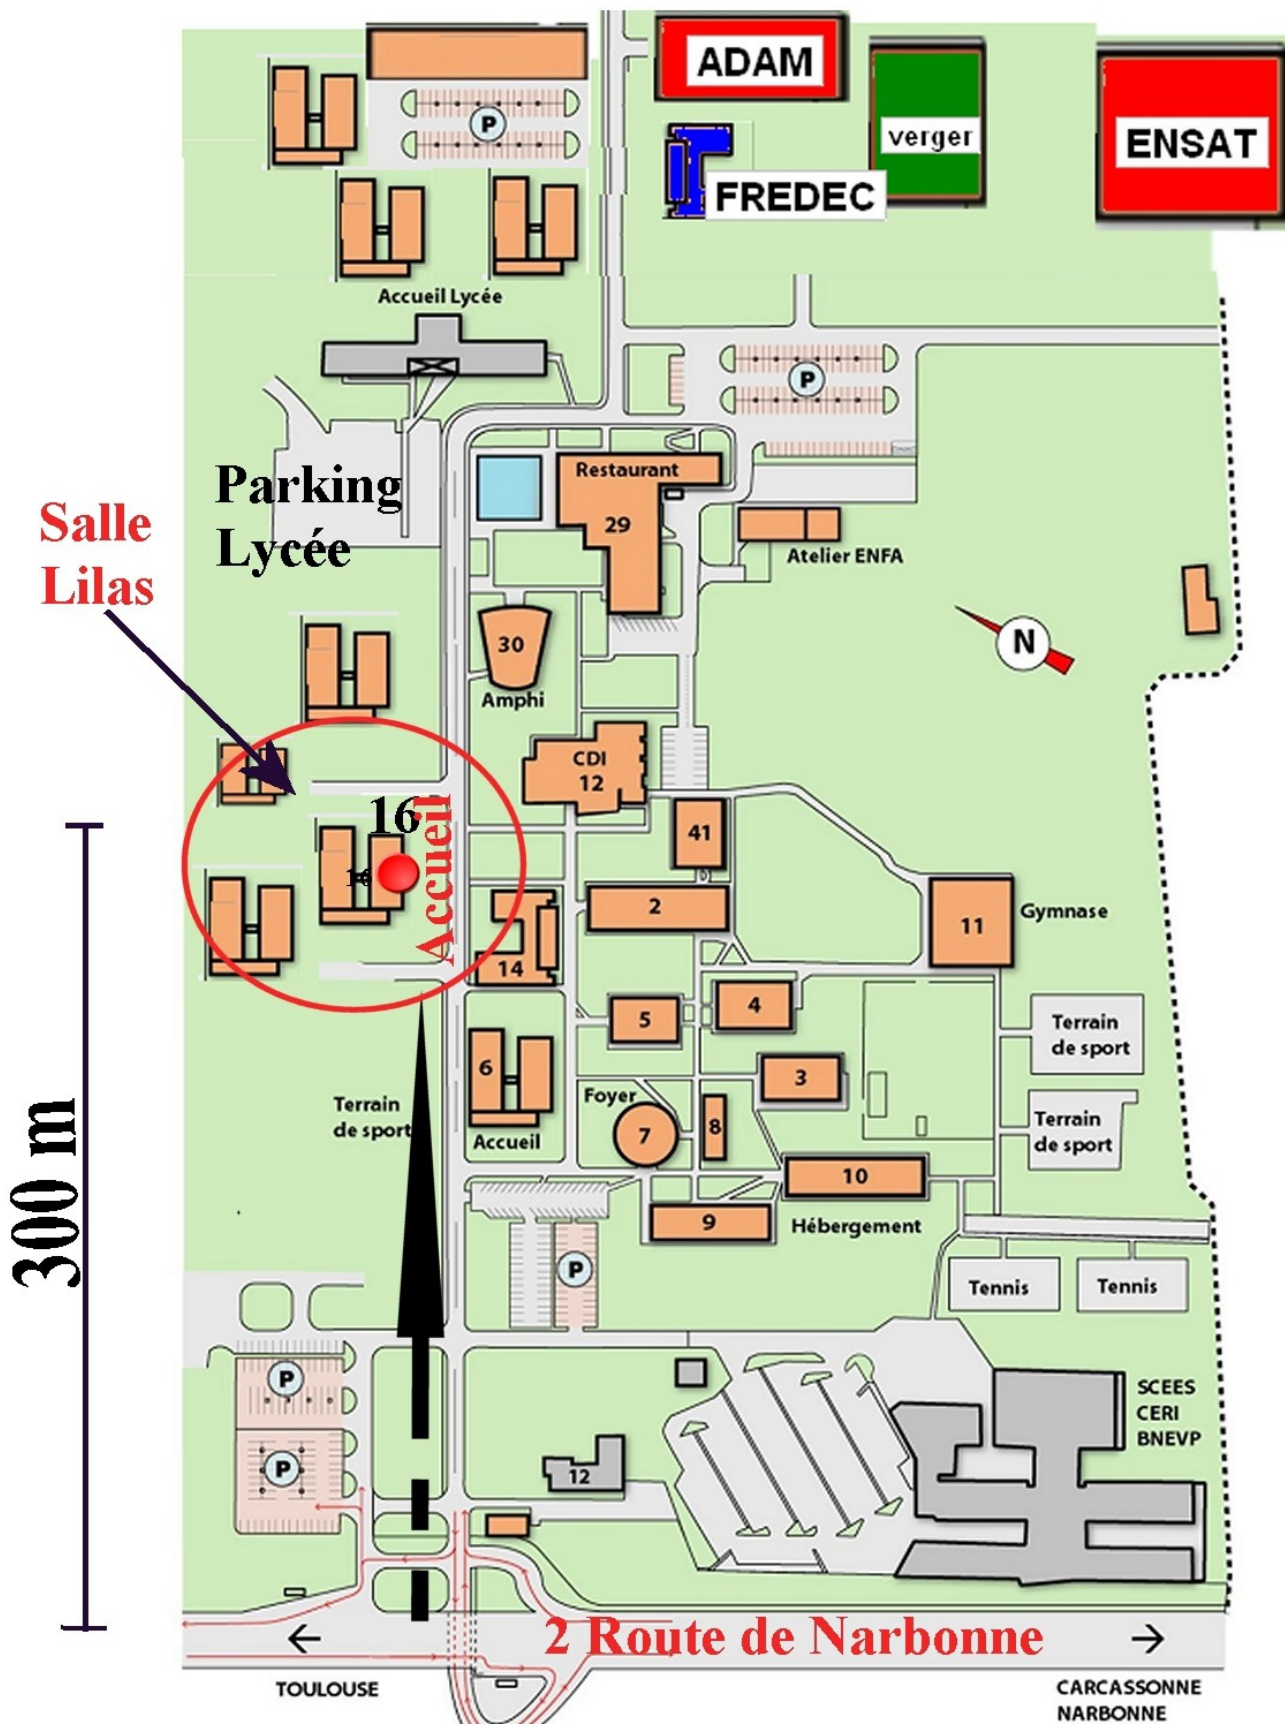 ADAM
verger
ENSAT
P
FREDEC
Accueil Lycée
P
Parking
Lycée
Restaurant
29
Salle
Lilas
Atelier ENFA
N
30
Amphi
CDI
12
16
41
Accueil
16
2
11
Gymnase
14
5
4
Terrain
de sport
6
3
Terrain
de sport
Foyer
7
8
Terrain
de sport
Accueil
300 m
10
9
Hébergement
P
Tennis
Tennis
P
SCEES
CERI
BNEVP
P
12
2 Route de Narbonne
TOULOUSE
CARCASSONNE
NARBONNE